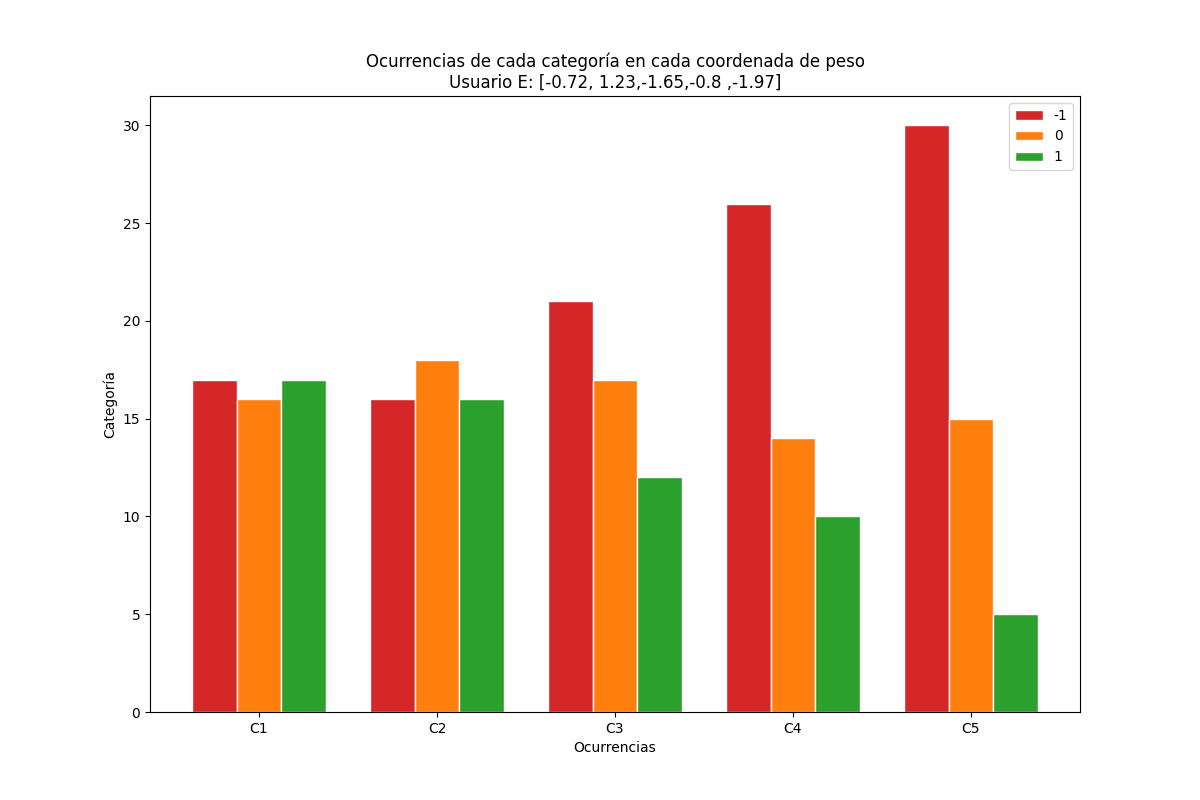 Ocurrencias de cada categoría en cada coordenada de peso
Usuario E: [-0.72, 1.23,-1.65,-0.8 ,-1.97]
-1
0
1
30
25
20
15
10
5
0
Categoría
C1 C2 C3 C4 C5
Ocurrencias